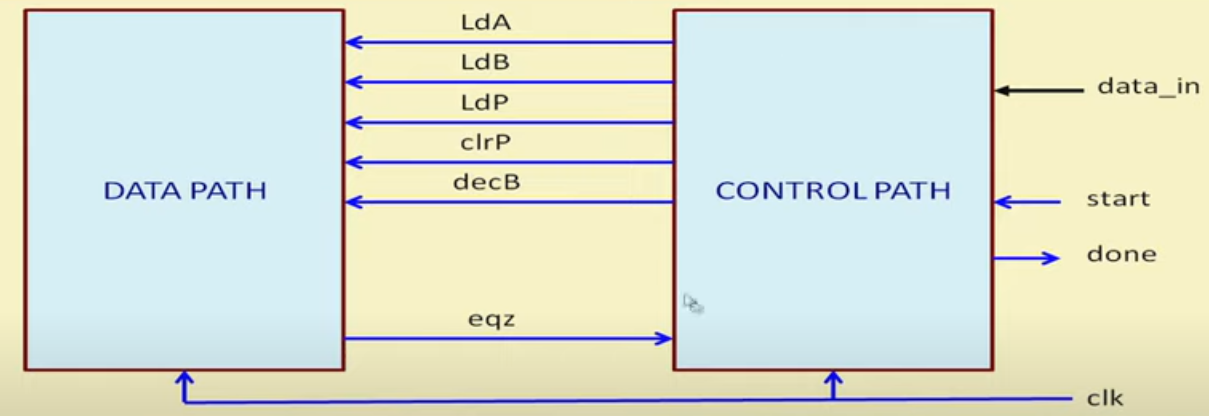 LdA
LdB
LdP
clrP
decB
data_in
DATA PATH
CONTROL PATH
start
done
eqz
clk